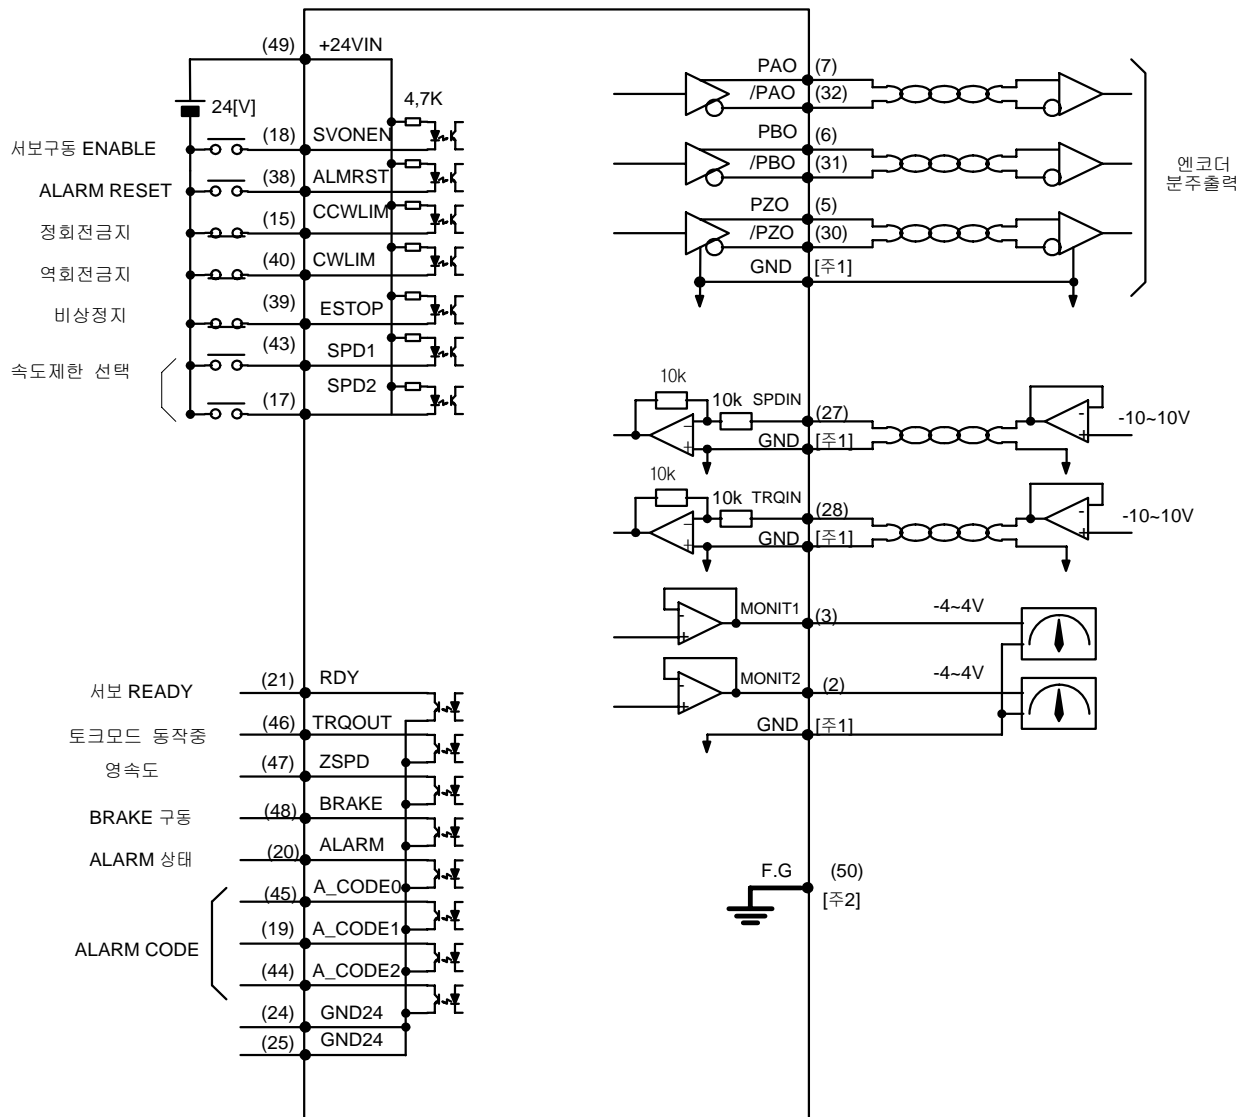 (49) +24VIN
24[V]
4,7K
서보구동 ENABLE (18) SVONEN
ALARM RESET (38) ALMRST
정회전금지 (15) CCWLIM
역회전금지 (40) CWLIM
비상정지 (39) ESTOP
속도제한 선택 (43) SPD1
(17) SPD2
서보 READY (21) RDY
토크모드 동작중 (46) TRQOUT
영속도 (47) ZSPD
BRAKE 구동 (48) BRAKE
ALARM 상태 (20) ALARM
ALARM CODE
(45) A_CODE0
(19) A_CODE1
(44) A_CODE2
(24) GND24
(25) GND24
PAO (7)
/PAO (32)
PBO (6)
/PBO (31)
PZO (5)
/PZO (30)
GND [주1]
엔코더
분주출력
10k
10k SPDIN (27)
- + - +
GND [주1]
-10~10V
10k
10k TRQIN (28)
- + - +
GND [주1]
-10~10V
MONIT1 (3) -4~4V
- +
MONIT2 (2) -4~4V
- +
GND [주1]
F.G (50)
[주2]